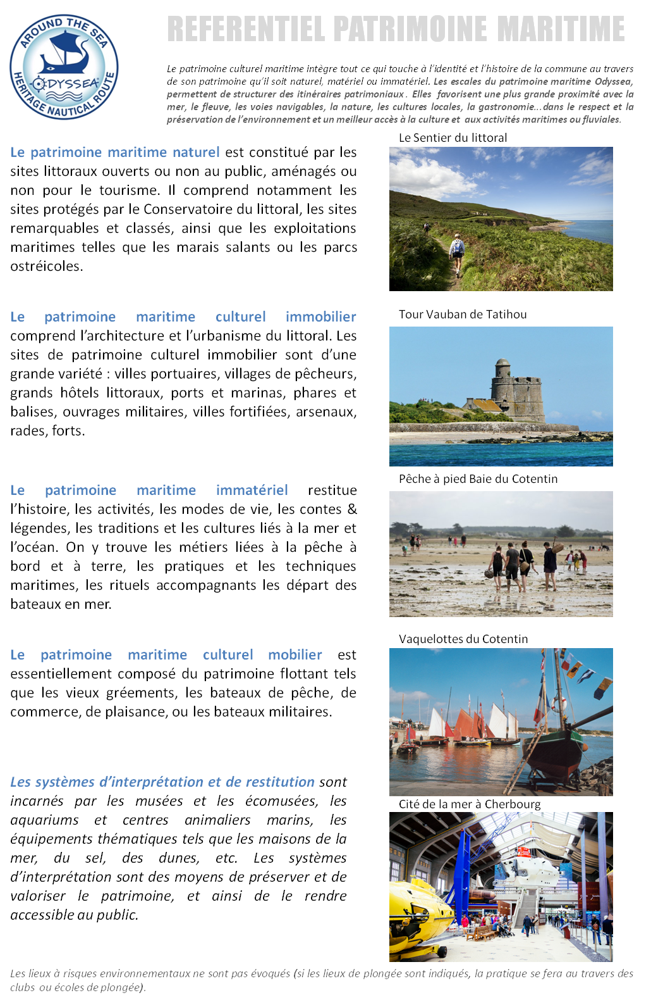 AROUND THE SEA
ODYSSEA
HERITAGE NAUTICAL ROUTE
REFERENTIEL PATRIMOINE MARITIME
Le patrimoine culturel maritime intègre tout ce qui touche à l’identité et l’histoire de la commune au travers
de son patrimoine qu’il soit naturel, matériel ou immatériel. Les escales du patrimoine maritime Odyssea,
permettent de structurer des itinéraires patrimoniaux . Elles favorisent une plus grande proximité avec la
mer, le fleuve, les voies navigables, la nature, les cultures locales, la gastronomie...dans le respect et la
préservation de l’environnement et un meilleur accès à la culture et aux activités maritimes ou fluviales.
Le Sentier du littoral
Le patrimoine maritime naturel est constitué par les
sites littoraux ouverts ou non au public, aménagés ou
non pour le tourisme. Il comprend notamment les
sites protégés par le Conservatoire du littoral, les sites
remarquables et classés, ainsi que les exploitations
maritimes telles que les marais salants ou les parcs
ostréicoles.
Tour Vauban de Tatihou
Le patrimoine maritime culturel immobilier
comprend l’architecture et l’urbanisme du littoral. Les
sites de patrimoine culturel immobilier sont d’une
grande variété : villes portuaires, villages de pêcheurs,
grands hôtels littoraux, ports et marinas, phares et
balises, ouvrages militaires, villes fortifiées, arsenaux,
rades, forts.
Pêche à pied Baie du Cotentin
Le patrimoine maritime immatériel restitue
l’histoire, les activités, les modes de vie, les contes &
légendes, les traditions et les cultures liés à la mer et
l’océan. On y trouve les métiers liées à la pêche à
bord et à terre, les pratiques et les techniques
maritimes, les rituels accompagnants les départ des
bateaux en mer.
Vaquelottes du Cotentin
Le patrimoine maritime culturel mobilier est
essentiellement composé du patrimoine flottant tels
que les vieux gréements, les bateaux de pêche, de
commerce, de plaisance, ou les bateaux militaires.
Les systèmes d’interprétation et de restitution sont
incarnés par les musées et les écomusées, les
aquariums et centres animaliers marins, les
équipements thématiques tels que les maisons de la
mer, du sel, des dunes, etc. Les systèmes
d’interprétation sont des moyens de préserver et de
valoriser le patrimoine, et ainsi de le rendre
accessible au public.
Cité de la mer à Cherbourg
Les lieux à risques environnementaux ne sont pas évoqués (si les lieux de plongée sont indiqués, la pratique se fera au travers des
clubs ou écoles de plongée).